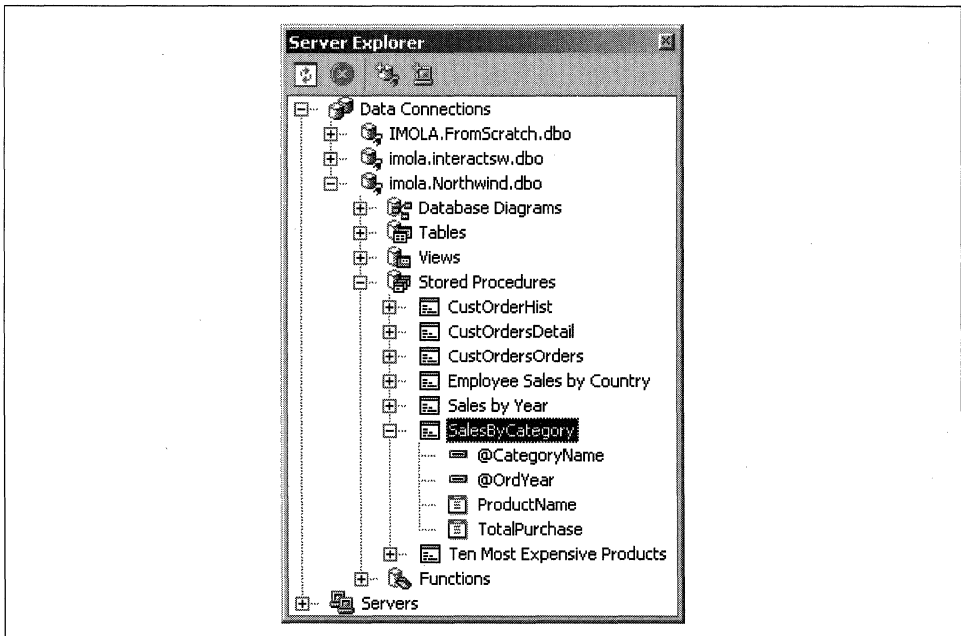 Server Explorer
Data Connections
IMOLA.FromScratch.dbo
imola.interactsw.dbo
imola.Northwind.dbo
Database Diagrams
Tables
Views
Stored Procedures
CustOrderHist
CustOrdersDetail
CustOrdersOrders
Employee Sales by Country
Sales by Year
SalesByCategory
@CategoryName
@OrdYear
ProductName
TotalPurchase
Ten Most Expensive Products
Functions
Servers